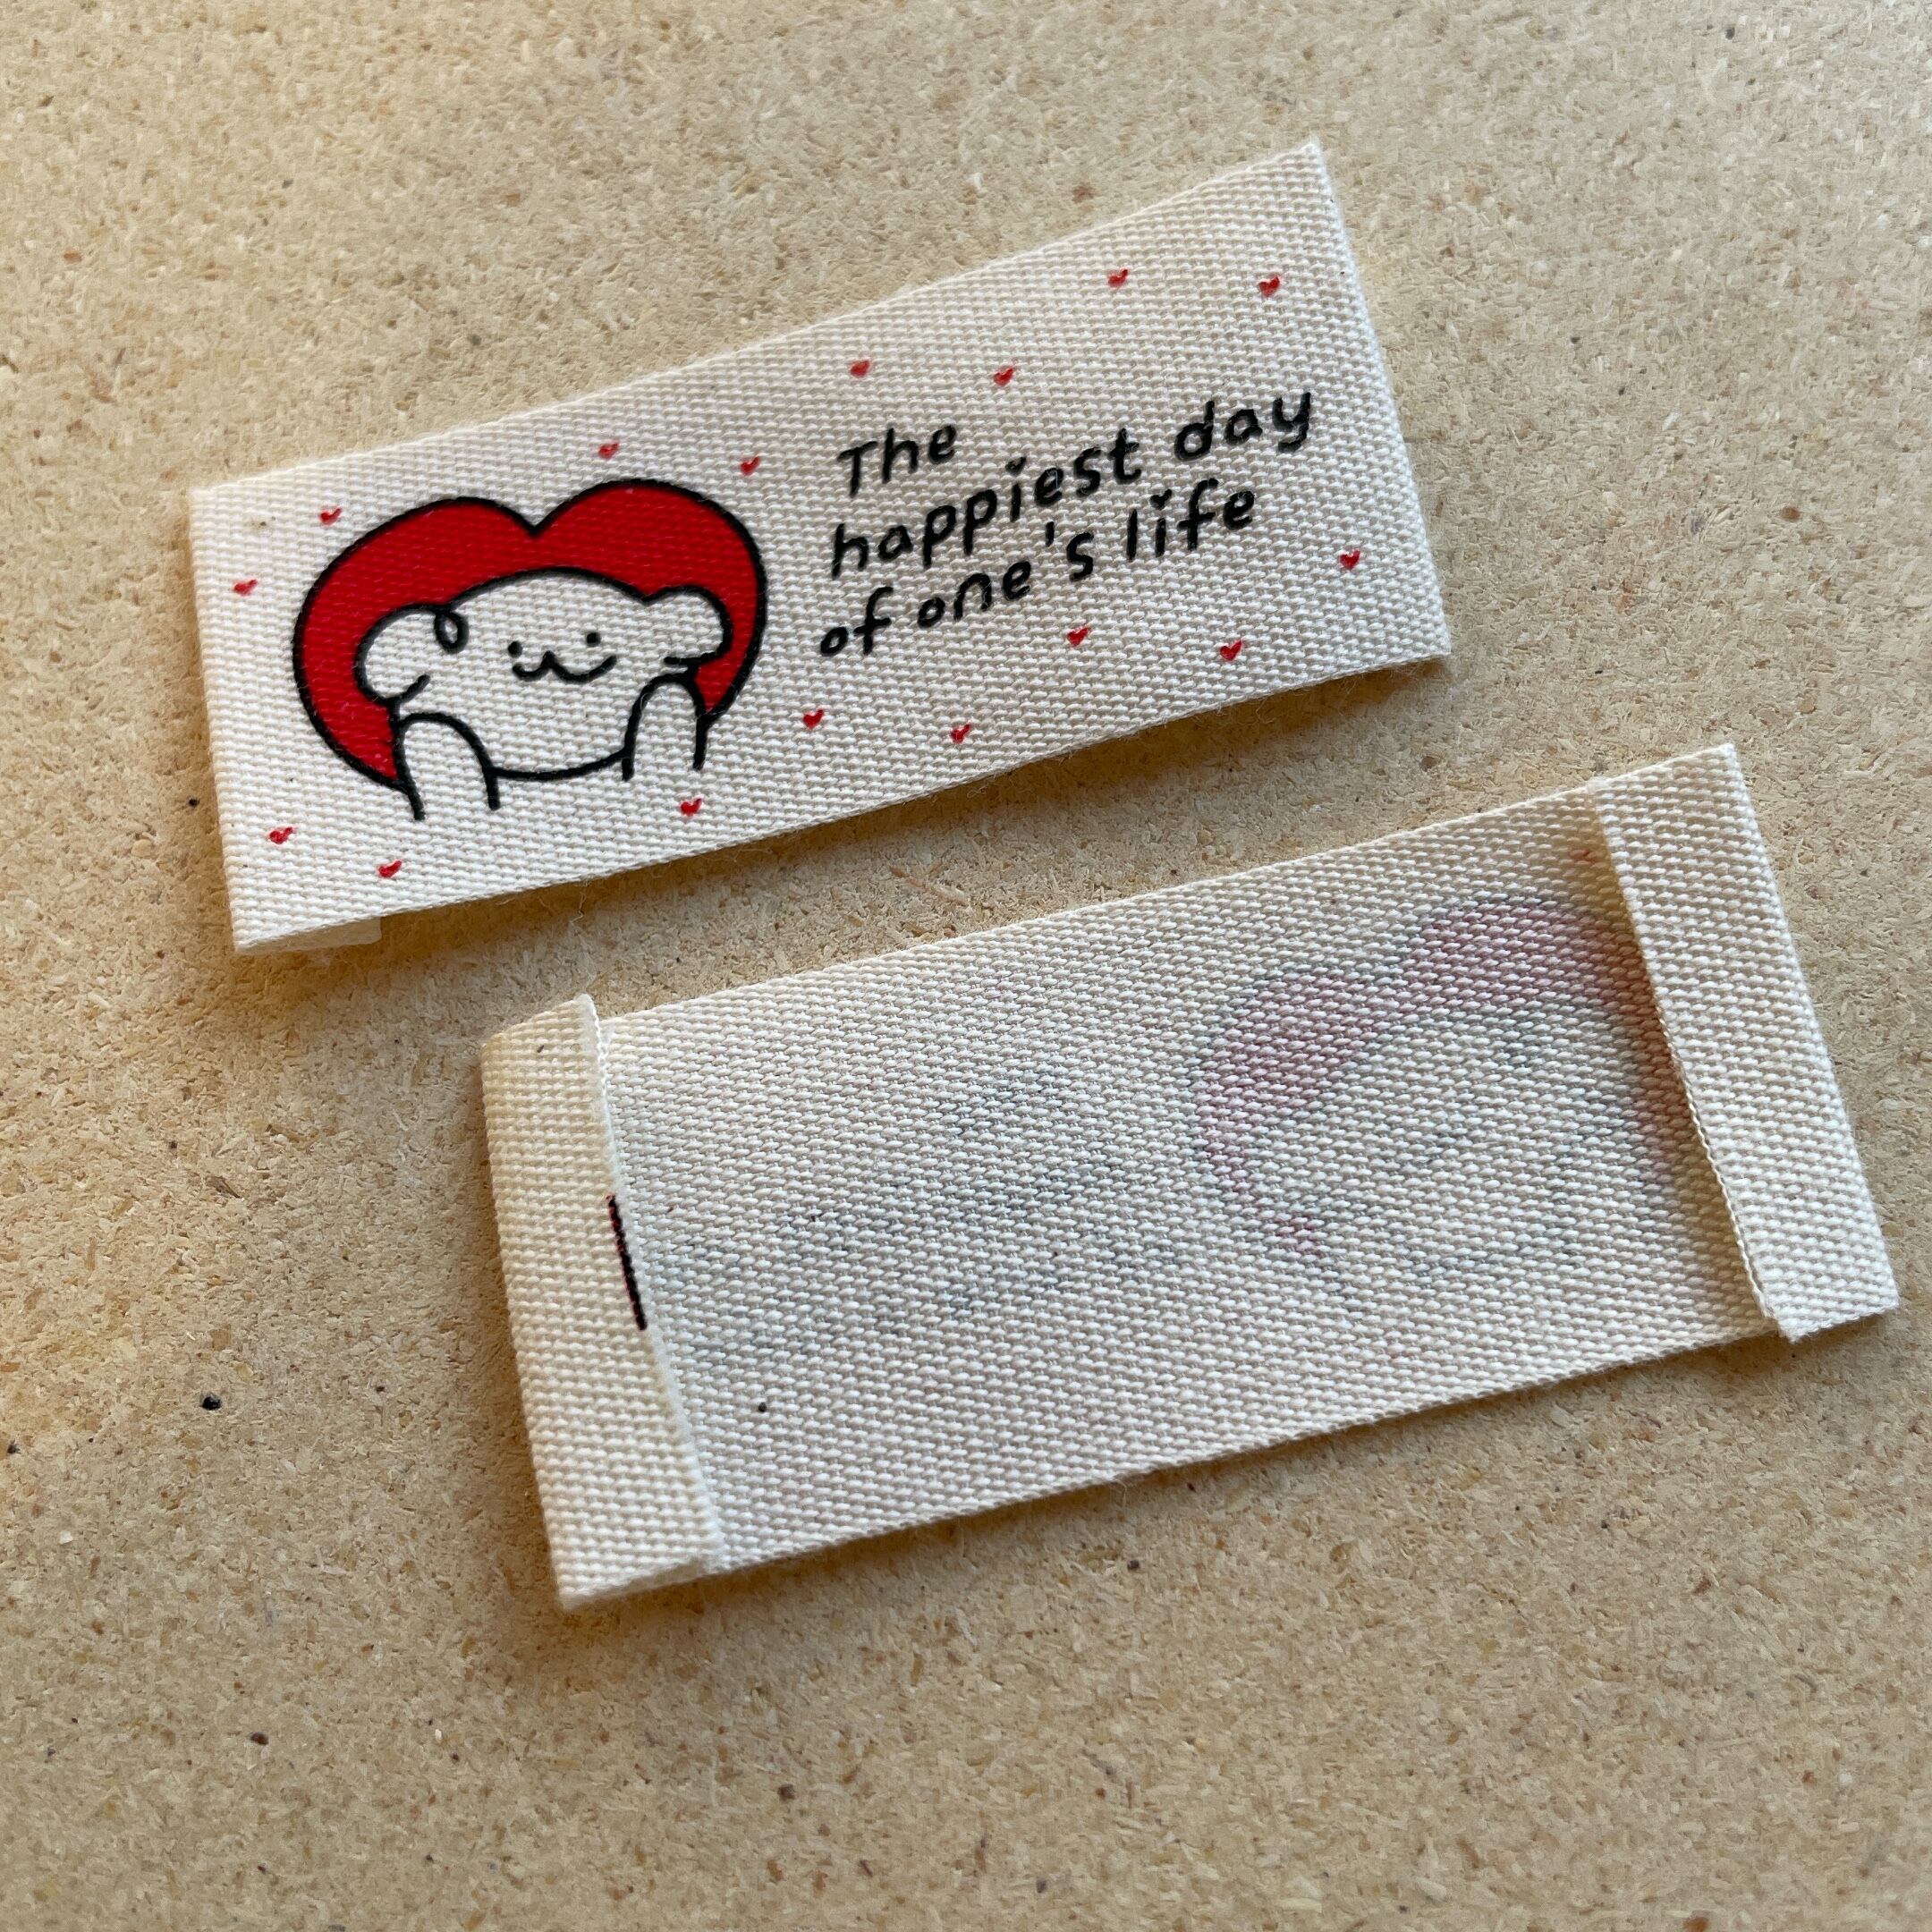 The
happiest day
of one's life